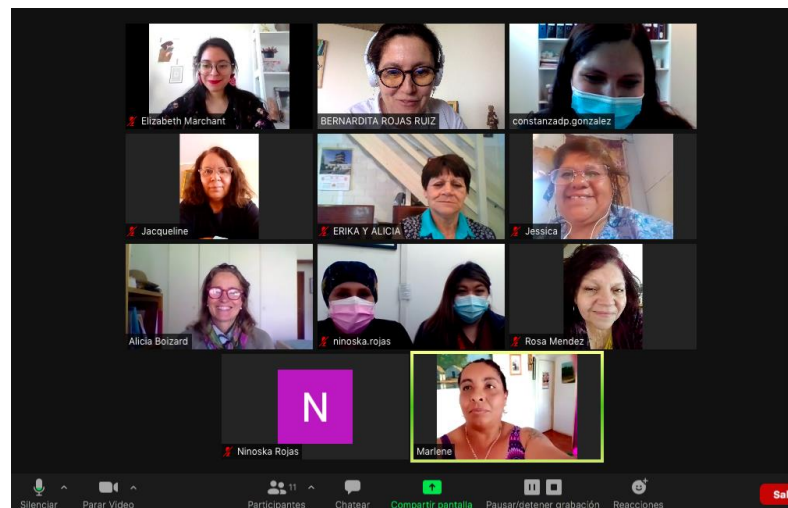 Elizabeth Marchant
BERNARDITA ROJAS RUIZ
constanzadp.gonzalez
Jacqueline
ERIKA Y ALICIA
Jessica
Alicia Boizard
ninoska.rojas
Rosa Mendez
N
Ninoska Rojas
Marlene
11
Silenciar
Parar Video
Participantes
Chatear
Compartir pantalla
Pausar/detener grabación
Reacciones
Sal